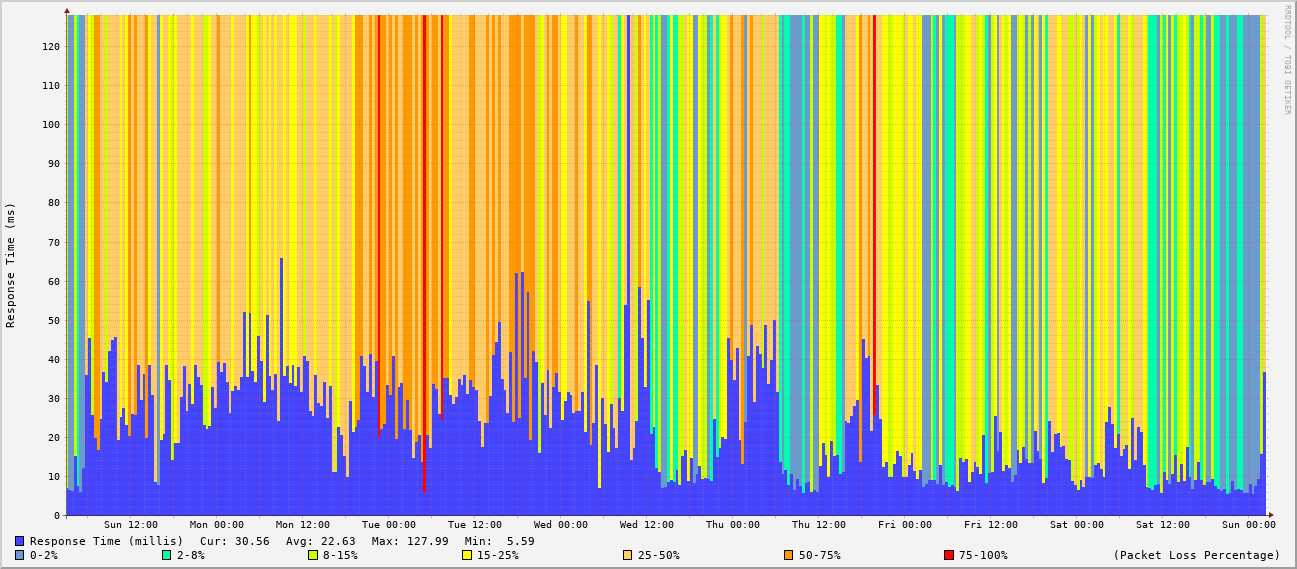 RRDTOOL / TOBI OETIKER
Response Time (ms)
120
110
100
90
80
70
60
50
40
30
20
10
0
Sun 12:00 Mon 00:00 Mon 12:00 Tue 00:00 Tue 12:00 Wed 00:00 Wed 12:00 Thu 00:00 Thu 12:00 Fri 00:00 Fri 12:00 Sat 00:00 Sat 12:00 Sun 00:00
Response Time (millis) Cur: 30.56 Avg: 22.63 Max: 127.99 Min: 5.59
0-2% 2-8% 8-15% 15-25% 25-50% 50-75% 75-100% (Packet Loss Percentage)